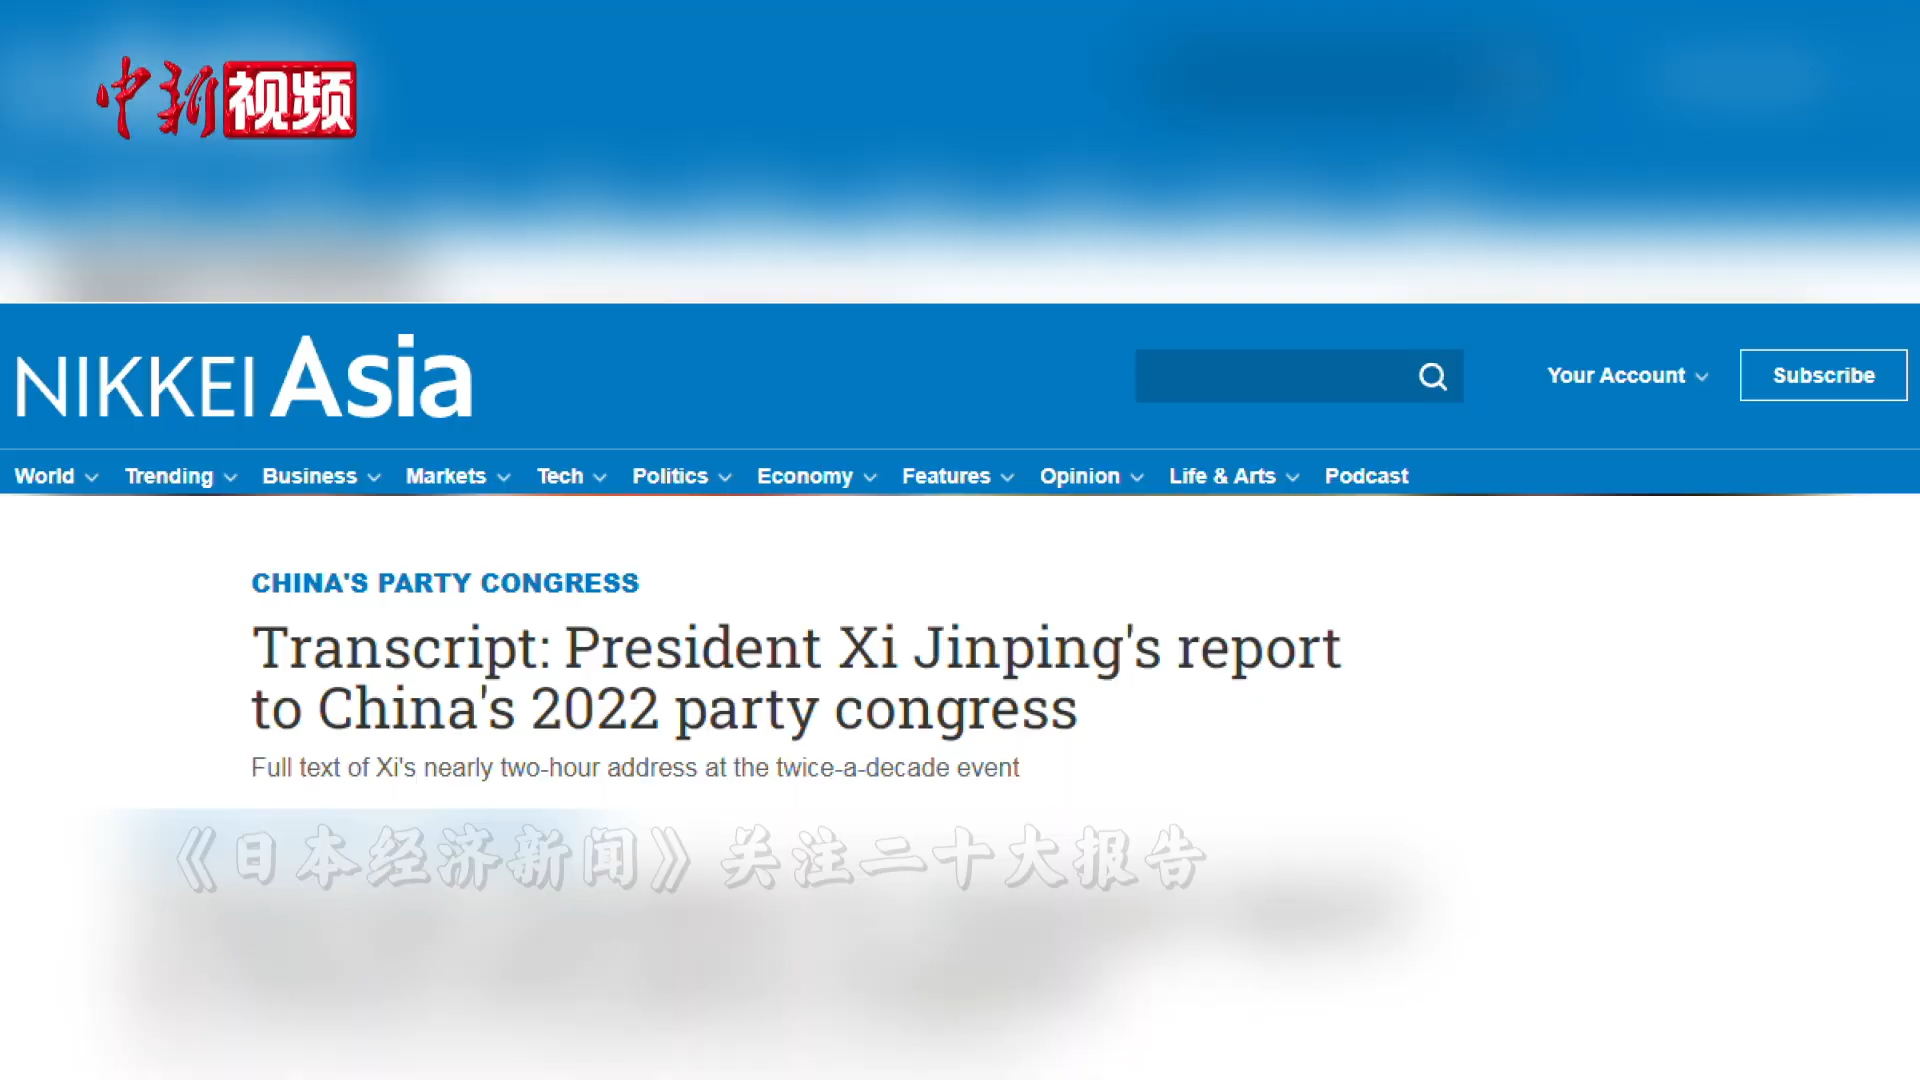 中新视频
NIKKEI Asia
Your Account
Subscribe
World Trending Business Markets Tech Politics Economy Features Opinion Life & Arts Podcast
CHINA'S PARTY CONGRESS
Transcript: President Xi Jinping's report
to China's 2022 party congress
Full text of Xi's nearly two-hour address at the twice-a-decade event
《日本经济新闻》关注二十大报告